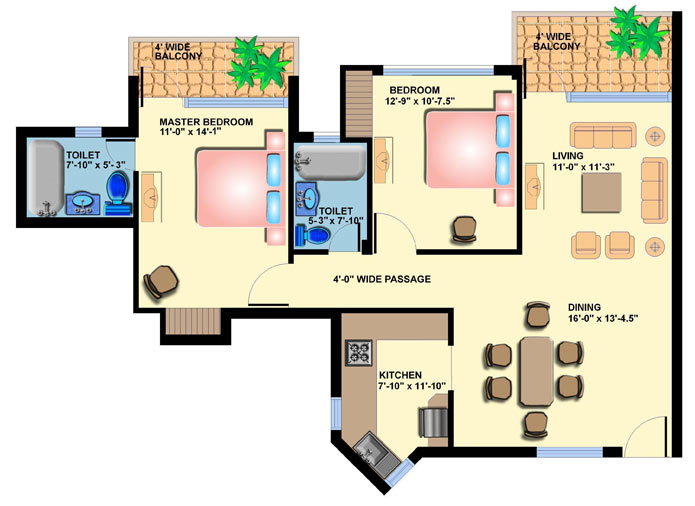 4' WIDE
BALCONY
4' WIDE
BALCONY
MASTER BEDROOM
11'-0" x 14'-1"
BEDROOM
12'-9" x 10'-7.5"
TOILET
7'-10" x 5'- 3"
LIVING
11'-0" x 11'-3"
TOILET
5-'3" x 7'-10"
4'-0" WIDE PASSAGE
DINING
16'-0" x 13'-4.5"
KITCHEN
7'-10" x 11'-10"